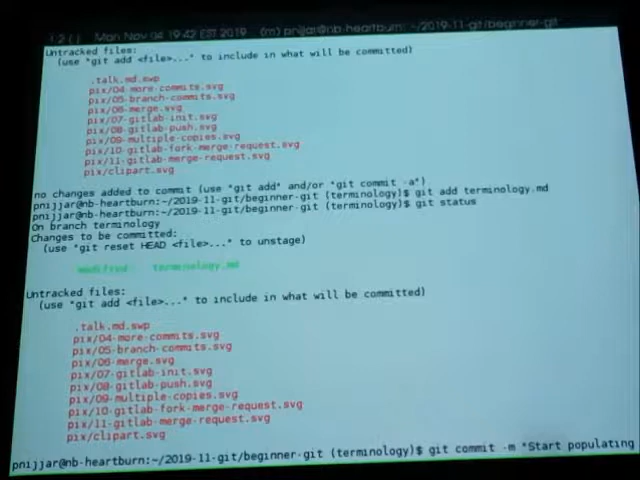 Mon Nov 04 19:42 EST 2019 (m) pnijjar@nb-heartburn: ~/2019-11-git/beginner-git
Untracked files:
(use "git add <file>..." to include in what will be committed)
.talk.md.swp
pix/04-more-commits.svg
pix/05-branch-commits.svg
pix/06-merge.svg
pix/07-gitlab-init.svg
pix/08-gitlab-push.svg
pix/09-multiple-copies.svg
pix/10-gitlab-fork-merge-request.svg
pix/11-gitlab-merge-request.svg
pix/clipart.svg
no changes added to commit (use "git add" and/or "git commit -a")
pnijjar@nb-heartburn:~/2019-11-git/beginner-git (terminology)$ git add terminology.md
pnijjar@nb-heartburn:~/2019-11-git/beginner-git (terminology)$ git status
On branch terminology
Changes to be committed:
(use "git reset HEAD <file>..." to unstage)
modified: terminology.md
Untracked files:
(use "git add <file>..." to include in what will be committed)
.talk.md.swp
pix/04-more-commits.svg
pix/05-branch-commits.svg
pix/06-merge.svg
pix/07-gitlab-init.svg
pix/08-gitlab-push.svg
pix/09-multiple-copies.svg
pix/10-gitlab-fork-merge-request.svg
pix/11-gitlab-merge-request.svg
pix/clipart.svg
pnijjar@nb-heartburn:~/2019-11-git/beginner-git (terminology)$ git commit -m "Start populating